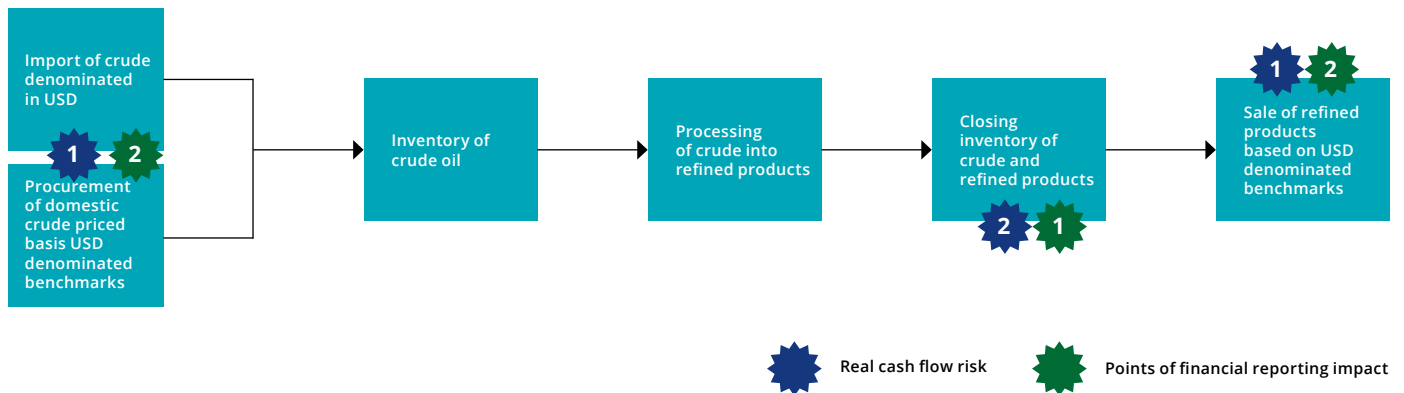 Import of crude
denominated
in USD
1
2
Procurement
of domestic
crude priced
basis USD
denominated
benchmarks
Inventory of
crude oil
Processing
of crude into
refined products
Closing
inventory of
crude and
refined products
2
1
1
2
Sale of refined
products
based on USD
denominated
benchmarks
Real cash flow risk
Points of financial reporting impact